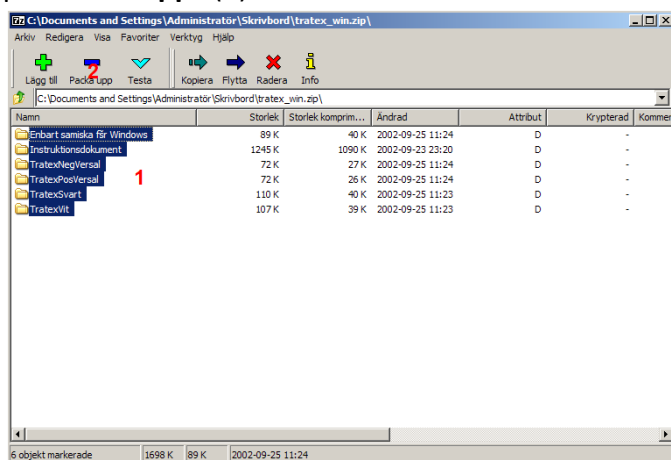 C:\Documents and Settings\Administratör\Skrivbord\tratex_win.zip\
Arkiv Redigera Visa Favoriter Verktyg Hjälp
2
Lägg till Packa upp Testa Kopiera Flytta Radera Info
C:\Documents and Settings\Administratör\Skrivbord\tratex_win.zip\
Namn Storlek Storlek komprim... Ändrad Attribut Krypterad Kommer
Enbart samiska för Windows 89 K 40 K 2002-09-25 11:24 D -
Instruktionsdokument 1245 K 1090 K 2002-09-23 23:20 D -
TratexNegVersal 72 K 27 K 2002-09-25 11:24 D -
TratexPosVersal 72 K 26 K 2002-09-25 11:24 D -
1
TratexSvart 110 K 40 K 2002-09-25 11:23 D -
TratexVit 107 K 39 K 2002-09-25 11:23 D -
6 objekt markerade 1698 K 89 K 2002-09-25 11:24